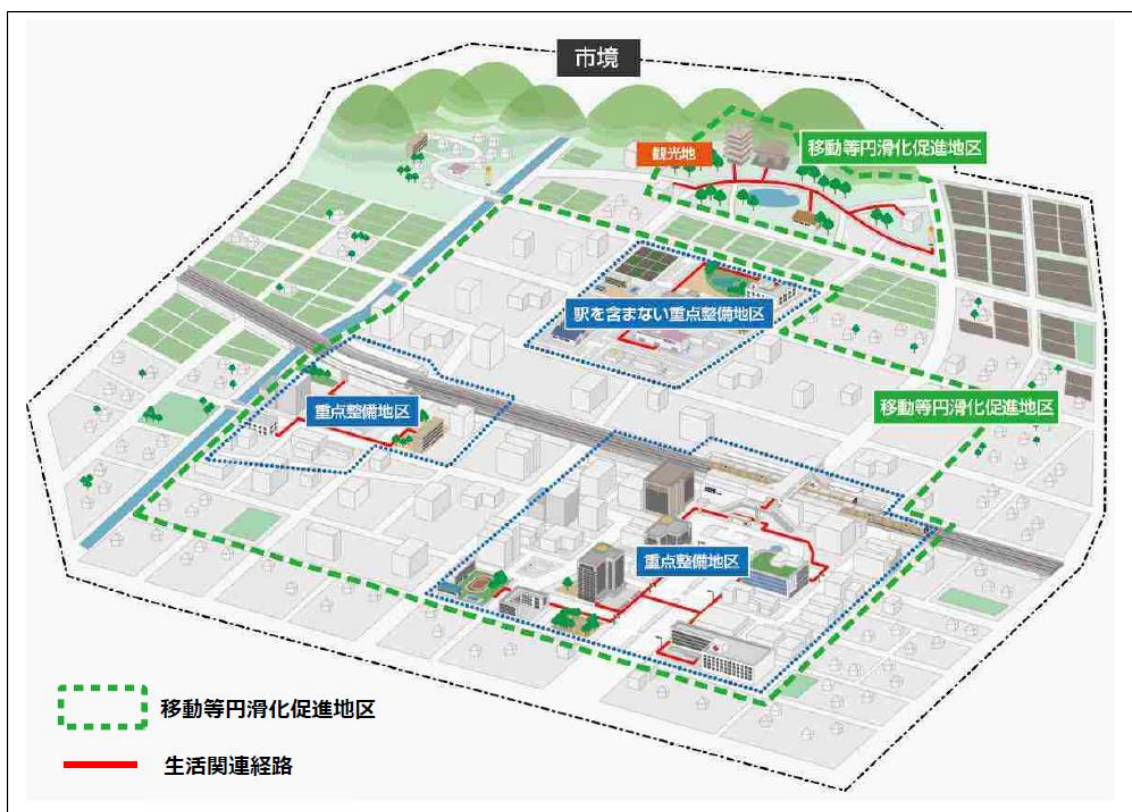 市境
観光地
移動等円滑化促進地区
駅を含まない重点整備地区
重点整備地区
移動等円滑化促進地区
重点整備地区
移動等円滑化促進地区
生活関連経路